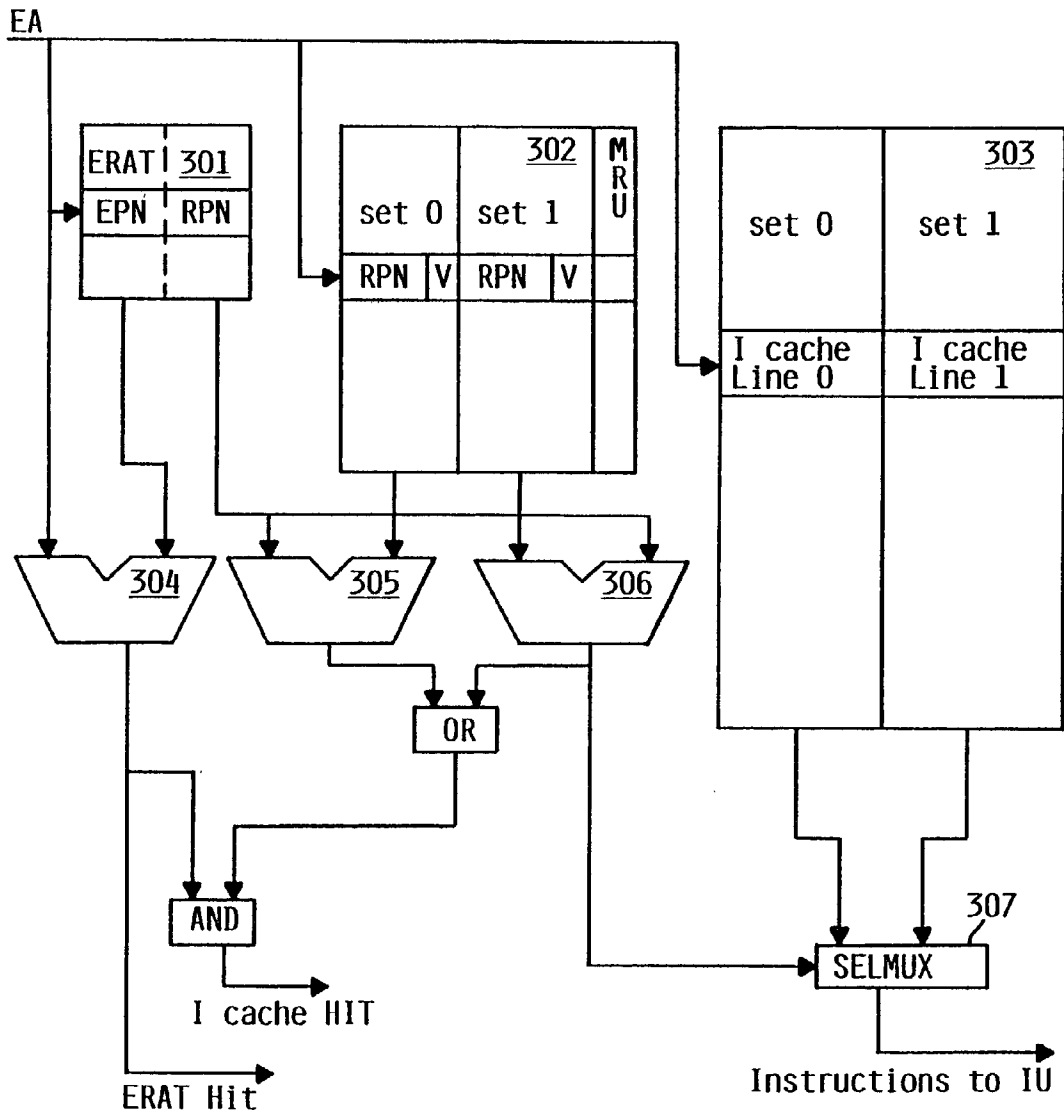 EA
ERAT 301
EPN RPN
302
MRU
set 0 set 1
RPN V RPN V
303
set 0 set 1
I cache Line 0
I cache Line 1
304
305
306
OR
AND
307
SELMUX
I cache HIT
ERAT Hit
Instructions to IU